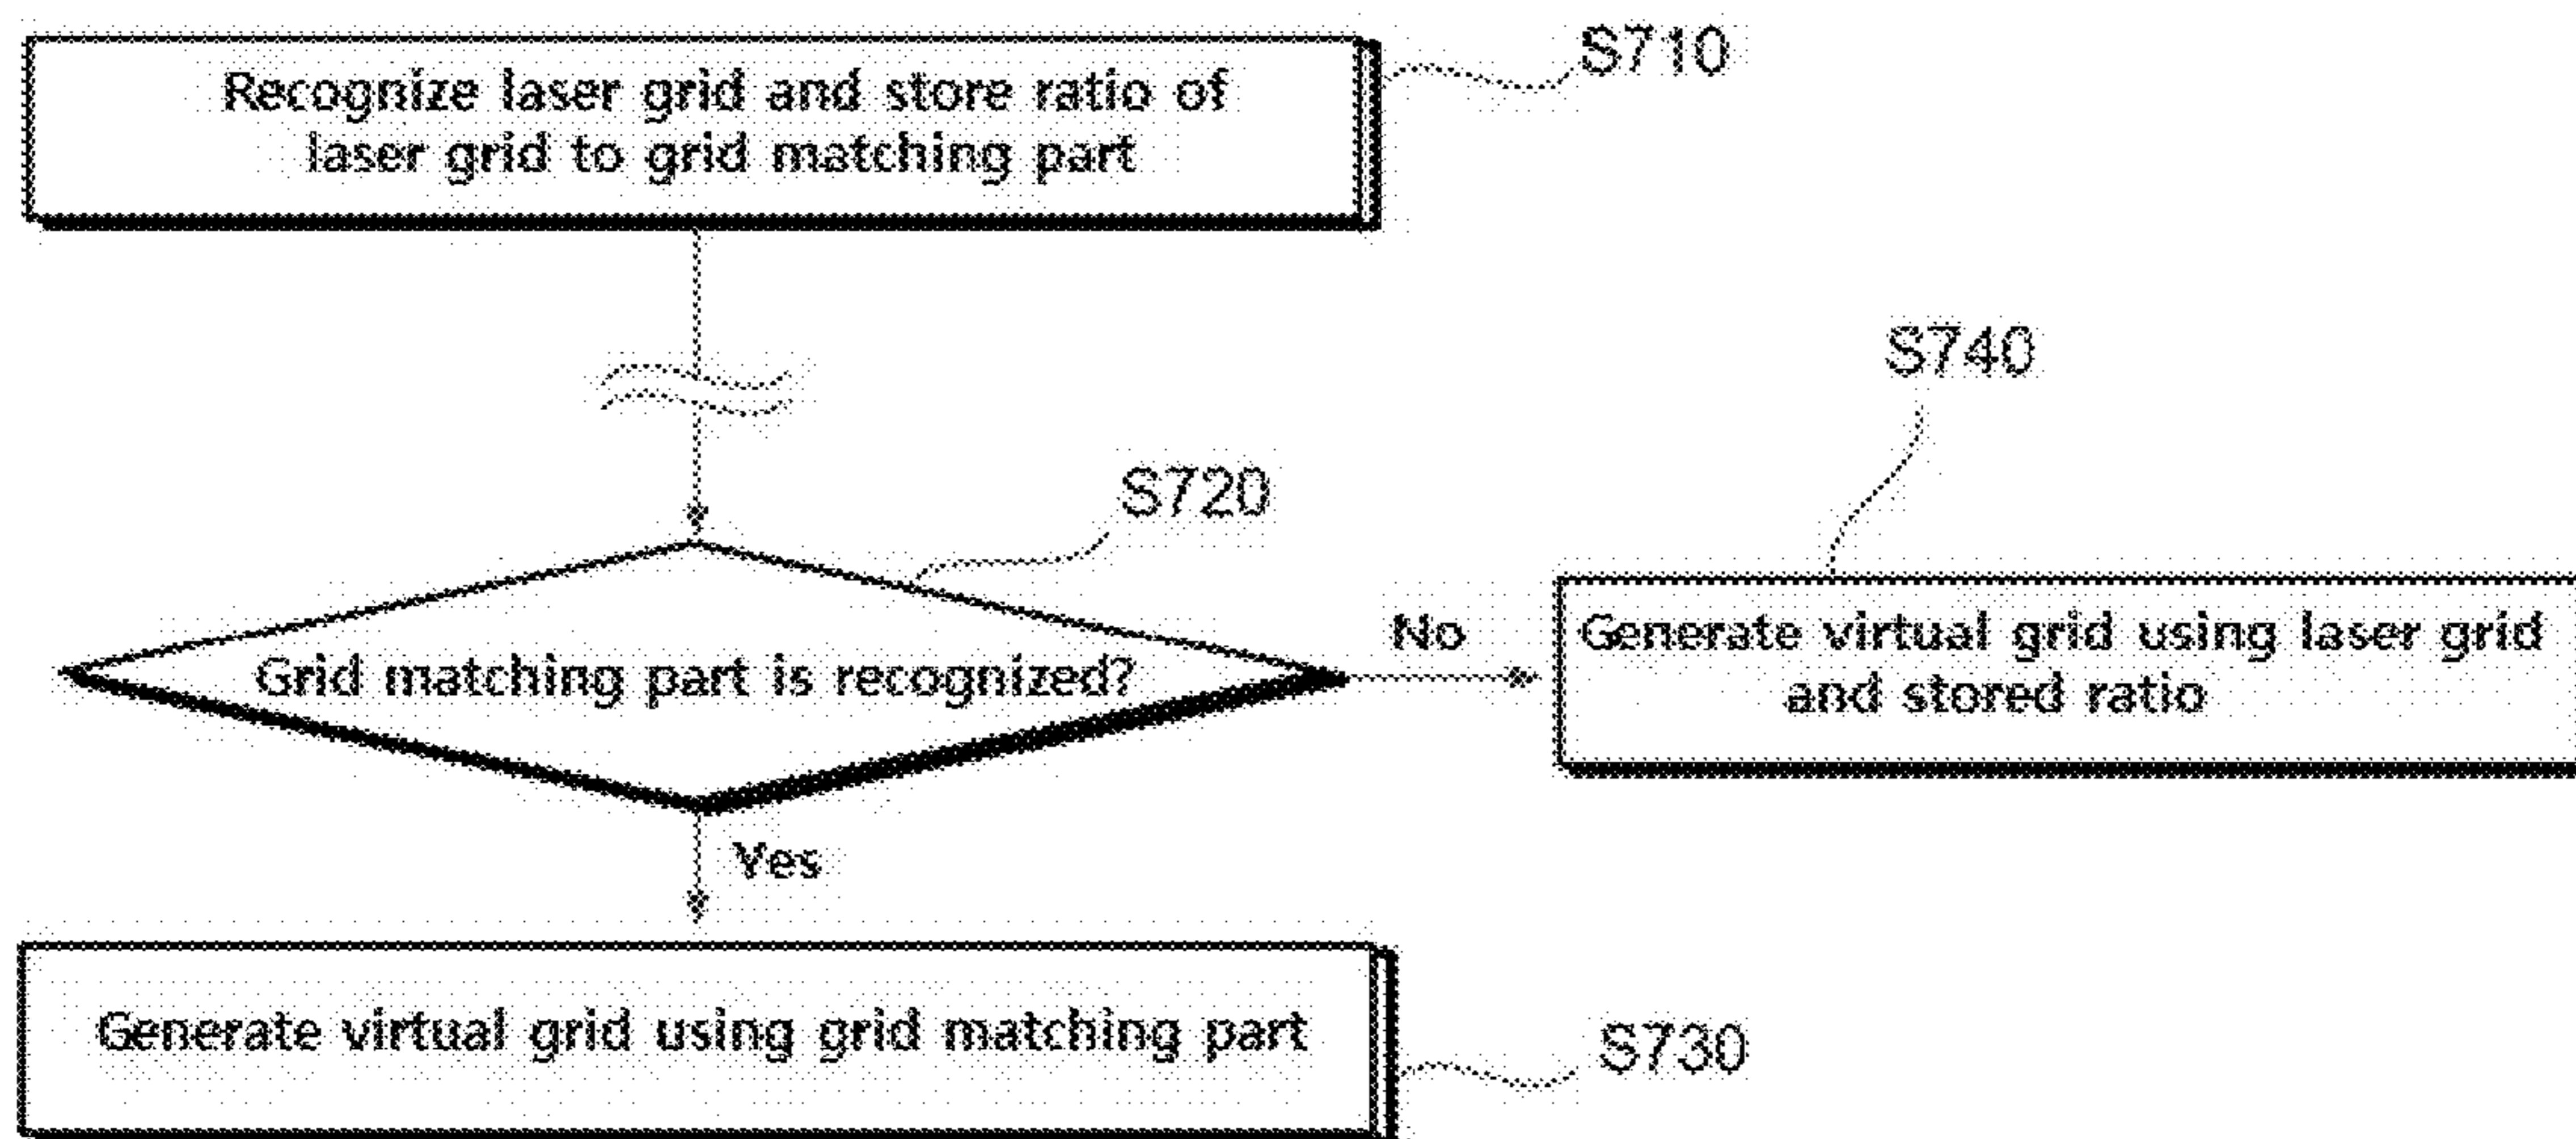 Recognize laser grid and store ratio of
laser grid to grid matching part
S710
S740
S720
Grid matching part is recognized?
No
Generate virtual grid using laser grid
and stored ratio
Yes
Generate virtual grid using grid matching part
S730